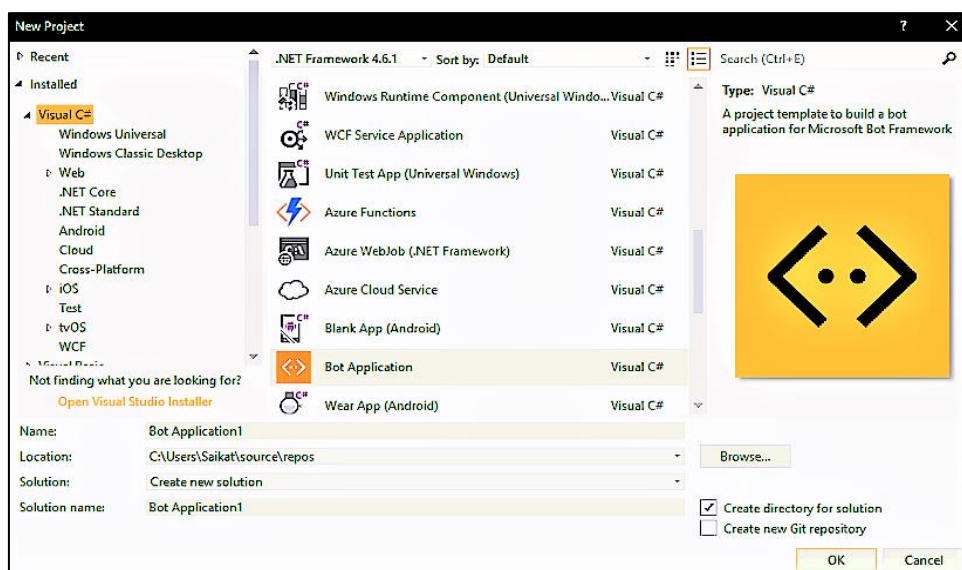 New Project
? ×
Recent
Installed
Visual C#
Windows Universal
Windows Classic Desktop
Web
.NET Core
.NET Standard
Android
Cloud
Cross-Platform
iOS
Test
tvOS
WCF
Visual Basic
Not finding what you are looking for?
Open Visual Studio Installer
.NET Framework 4.6.1 Sort by: Default
Windows Runtime Component (Universal Windo... Visual C#
WCF Service Application Visual C#
Unit Test App (Universal Windows) Visual C#
Azure Functions Visual C#
Azure WebJob (.NET Framework) Visual C#
Azure Cloud Service Visual C#
Blank App (Android) Visual C#
Bot Application Visual C#
Wear App (Android) Visual C#
Search (Ctrl+E)
Type: Visual C#
A project template to build a bot
application for Microsoft Bot Framework
Name: Bot Application1
Location: C:\Users\Saikat\source\repos
Browse...
Solution: Create new solution
Solution name: Bot Application1
Create directory for solution
Create new Git repository
OK Cancel